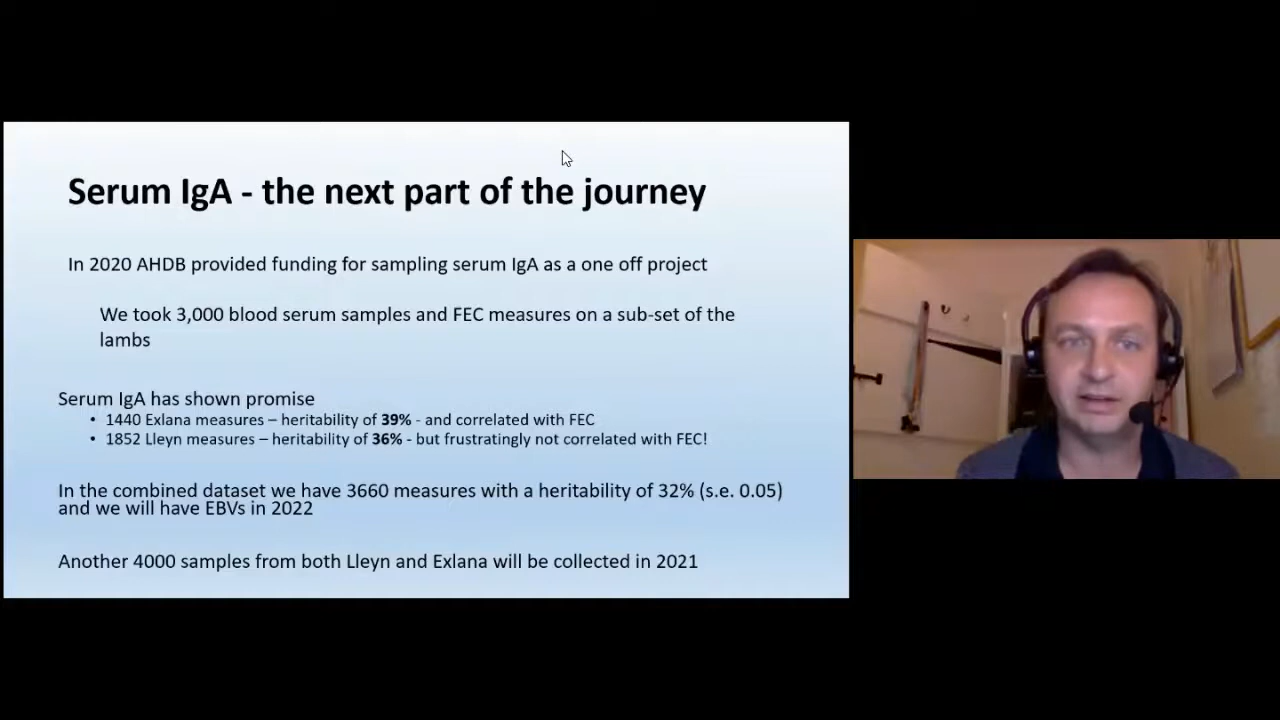 Serum IgA - the next part of the journey
In 2020 AHDB provided funding for sampling serum IgA as a one off project
We took 3,000 blood serum samples and FEC measures on a sub-set of the
lambs
Serum IgA has shown promise
• 1440 Exlana measures – heritability of 39% - and correlated with FEC
• 1852 Lleyn measures – heritability of 36% - but frustratingly not correlated with FEC!
In the combined dataset we have 3660 measures with a heritability of 32% (s.e. 0.05)
and we will have EBVs in 2022
Another 4000 samples from both Lleyn and Exlana will be collected in 2021